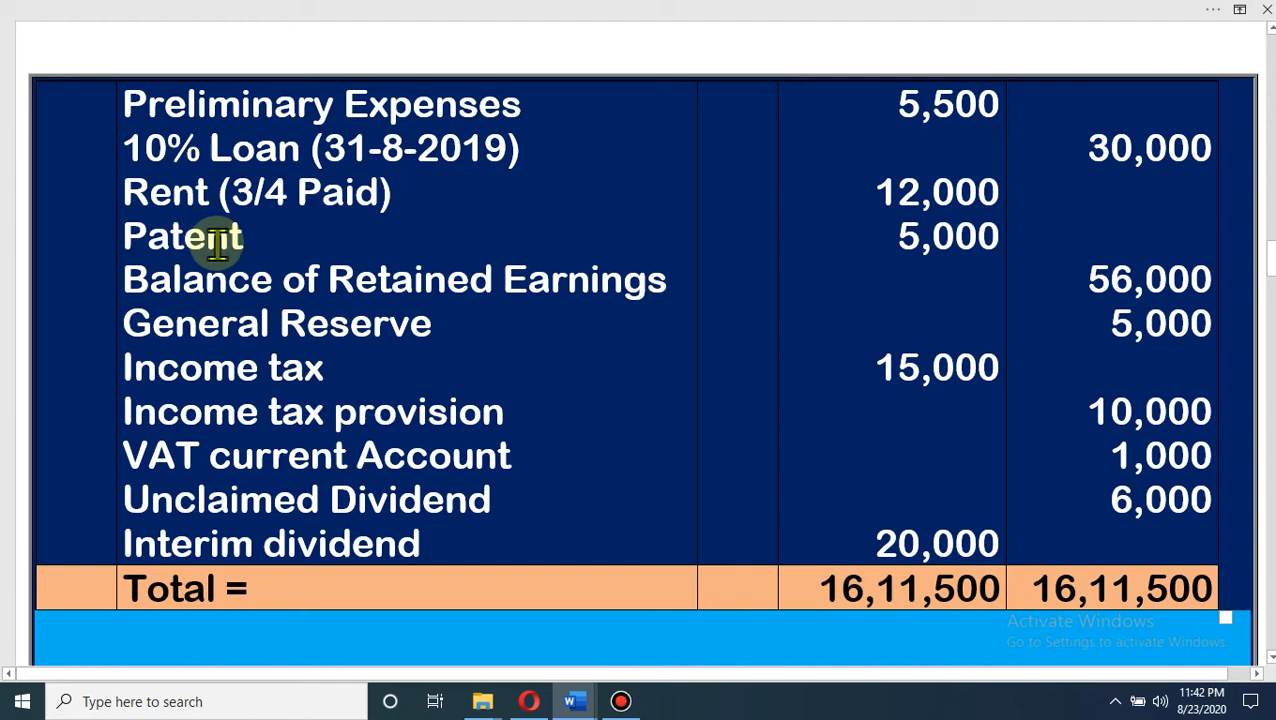 Preliminary Expenses 5,500
10% Loan (31-8-2019) 30,000
Rent (3/4 Paid) 12,000
Patent 5,000
Balance of Retained Earnings 56,000
General Reserve 5,000
Income tax 15,000
Income tax provision 10,000
VAT current Account 1,000
Unclaimed Dividend 6,000
Interim dividend 20,000
Total = 16,11,500 16,11,500
Activate Windows
Go to Settings to activate Windows.
Type here to search
11:42 PM
8/23/2020